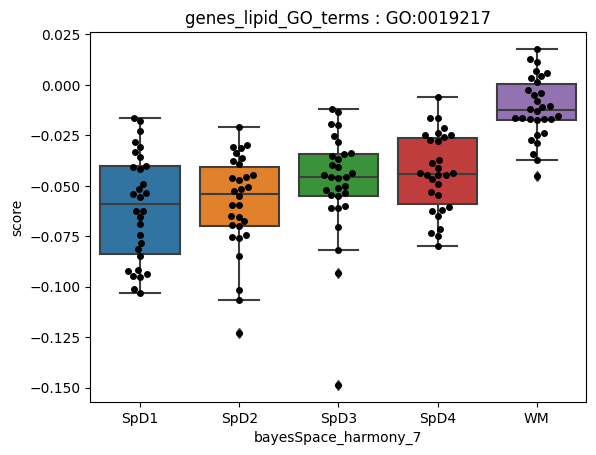 genes_lipid_GO_terms : GO:0019217
0.025
0.000
−0.025
−0.050
−0.075
−0.100
−0.125
−0.150
score
SpD1 SpD2 SpD3 SpD4 WM
bayesSpace_harmony_7